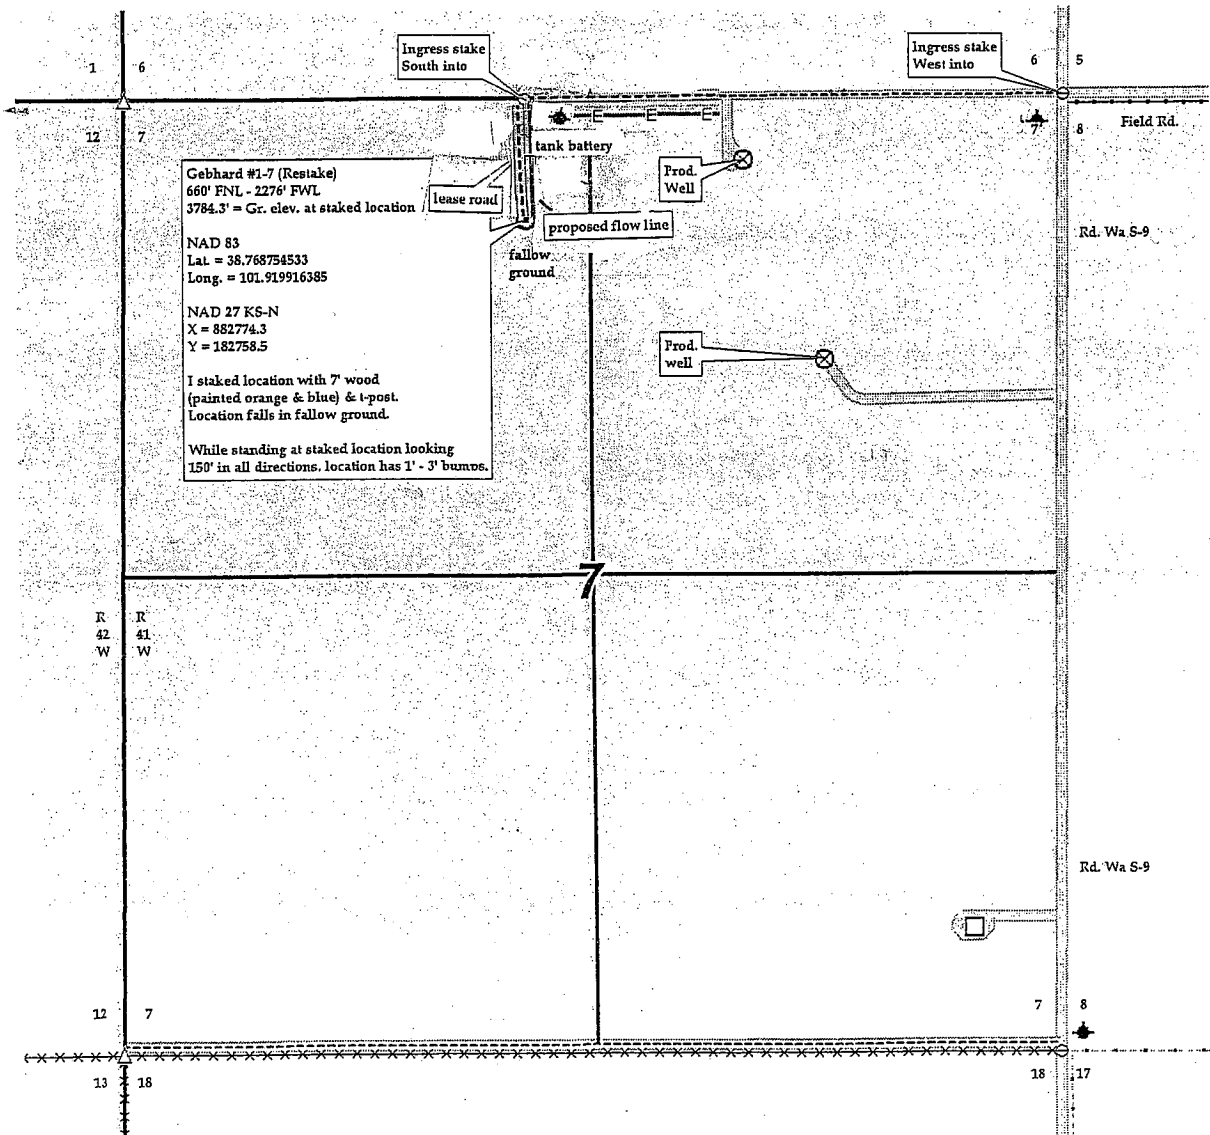 Ingress stake
South into
Ingress stake
West into
1 6
6 5
12 7
7 8
Field Rd.
E E E
tank battery
Prod.
Well
Gebhard #1-7 (Restake)
660' FNL - 2276' FWL
3784.3' = Gr. elev. at staked location
NAD 83
Lat. = 38.768754533
Long. = 101.919916385
NAD 27 KS-N
X = 882774.3
Y = 182758.5
I staked location with 7' wood
(painted orange & blue) & t-post.
Location falls in fallow ground.
While standing at staked location looking
150' in all directions, location has 1' - 3' bumps.
lease road
proposed flow line
fallow
ground
Rd. Wa S-9
Prod.
well
7
R R
42 41
W W
Rd. Wa S-9
12 7
7 8
13 18
18 17